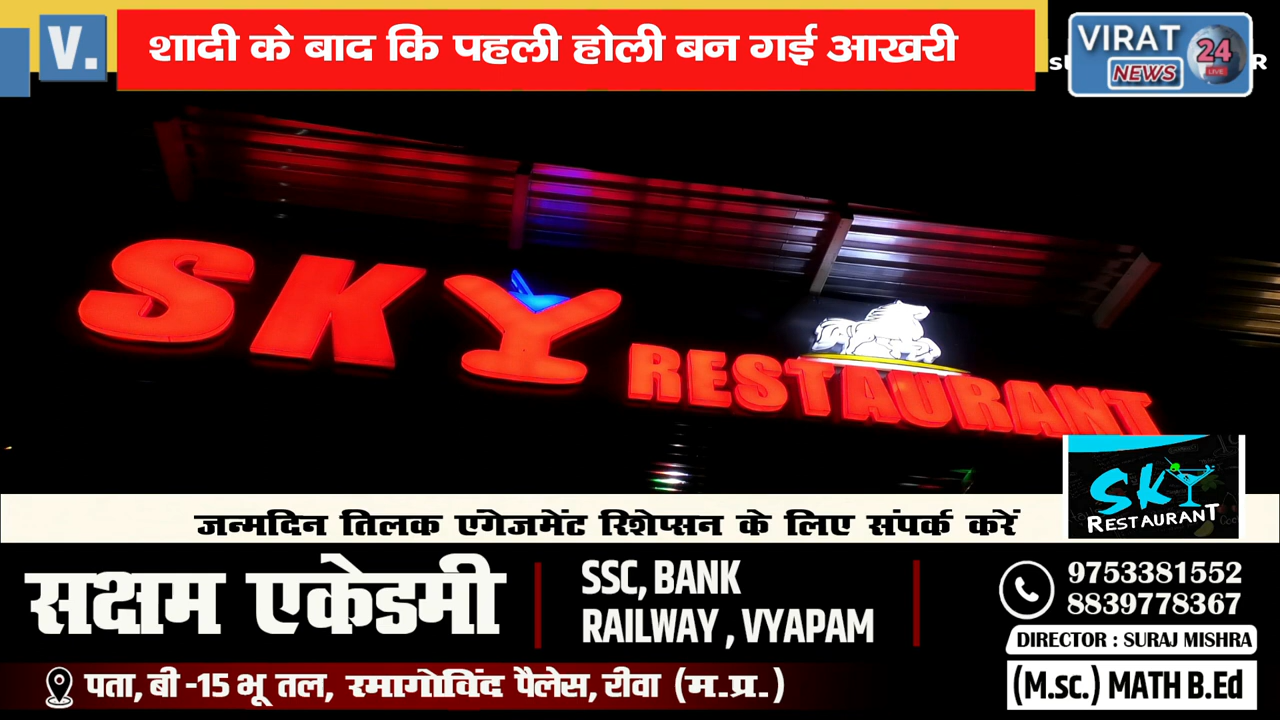 V.
शादी के बाद कि पहली होली बन गई आखरी
VIRAT
24
LIVE
NEWS
SKY RESTAURANT
SKY
RESTAURANT
जन्मदिन तिलक एंगेजमेंट रिशेप्सन के लिए संपर्क करें
सक्षम एकेडमी
SSC, BANK
RAILWAY , VYAPAM
9753381552
8839778367
DIRECTOR : SURAJ MISHRA
(M.sc.) MATH B.Ed
पता, बी -15 भू तल, रमागोविंद पैलेस, रीवा (म.प्र.)